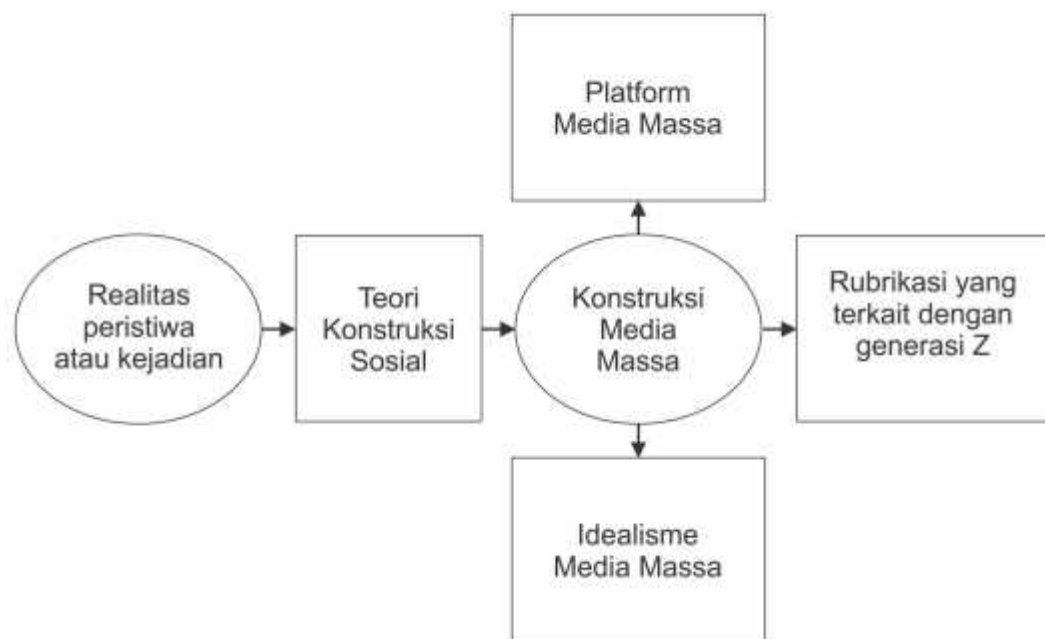 Platform
Media Massa
Realitas
peristiwa
atau kejadian
Teori
Konstruksi
Sosial
Konstruksi
Media
Massa
Rubrikasi yang
terkait dengan
generasi Z
Idealisme
Media Massa